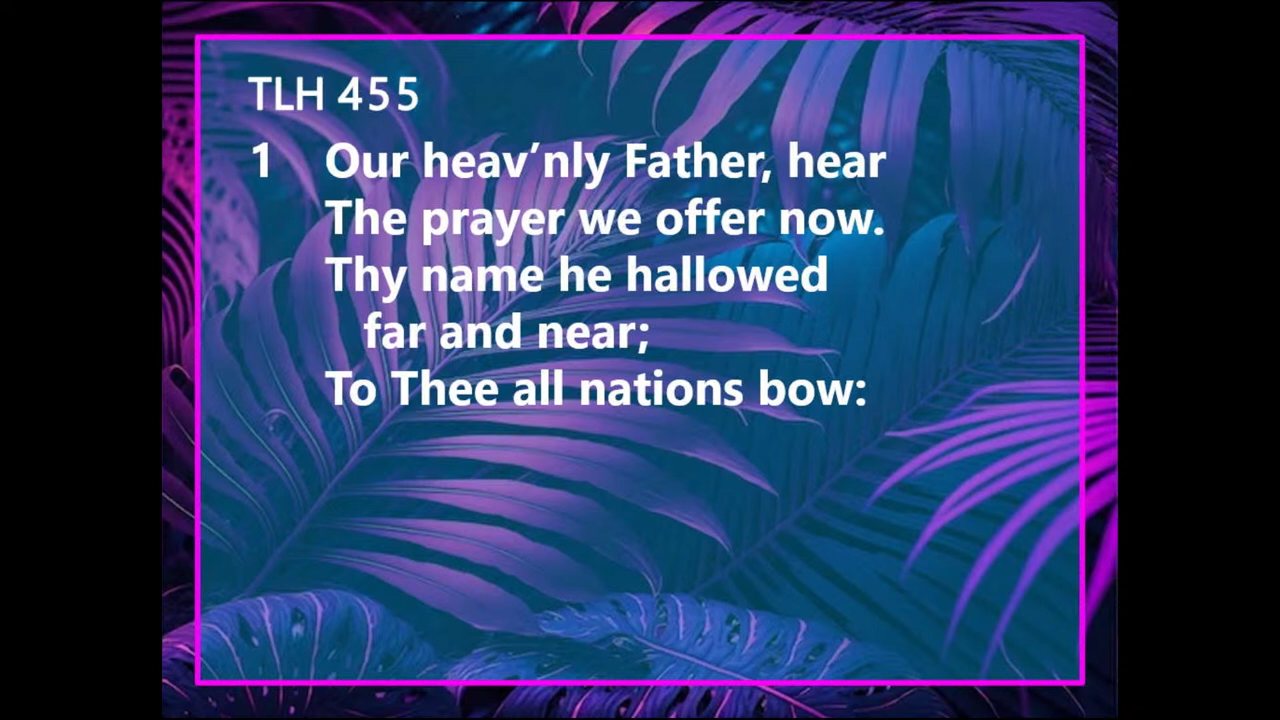 TLH 455
1 Our heav’nly Father, hear
The prayer we offer now.
Thy name he hallowed
far and near;
To Thee all nations bow: